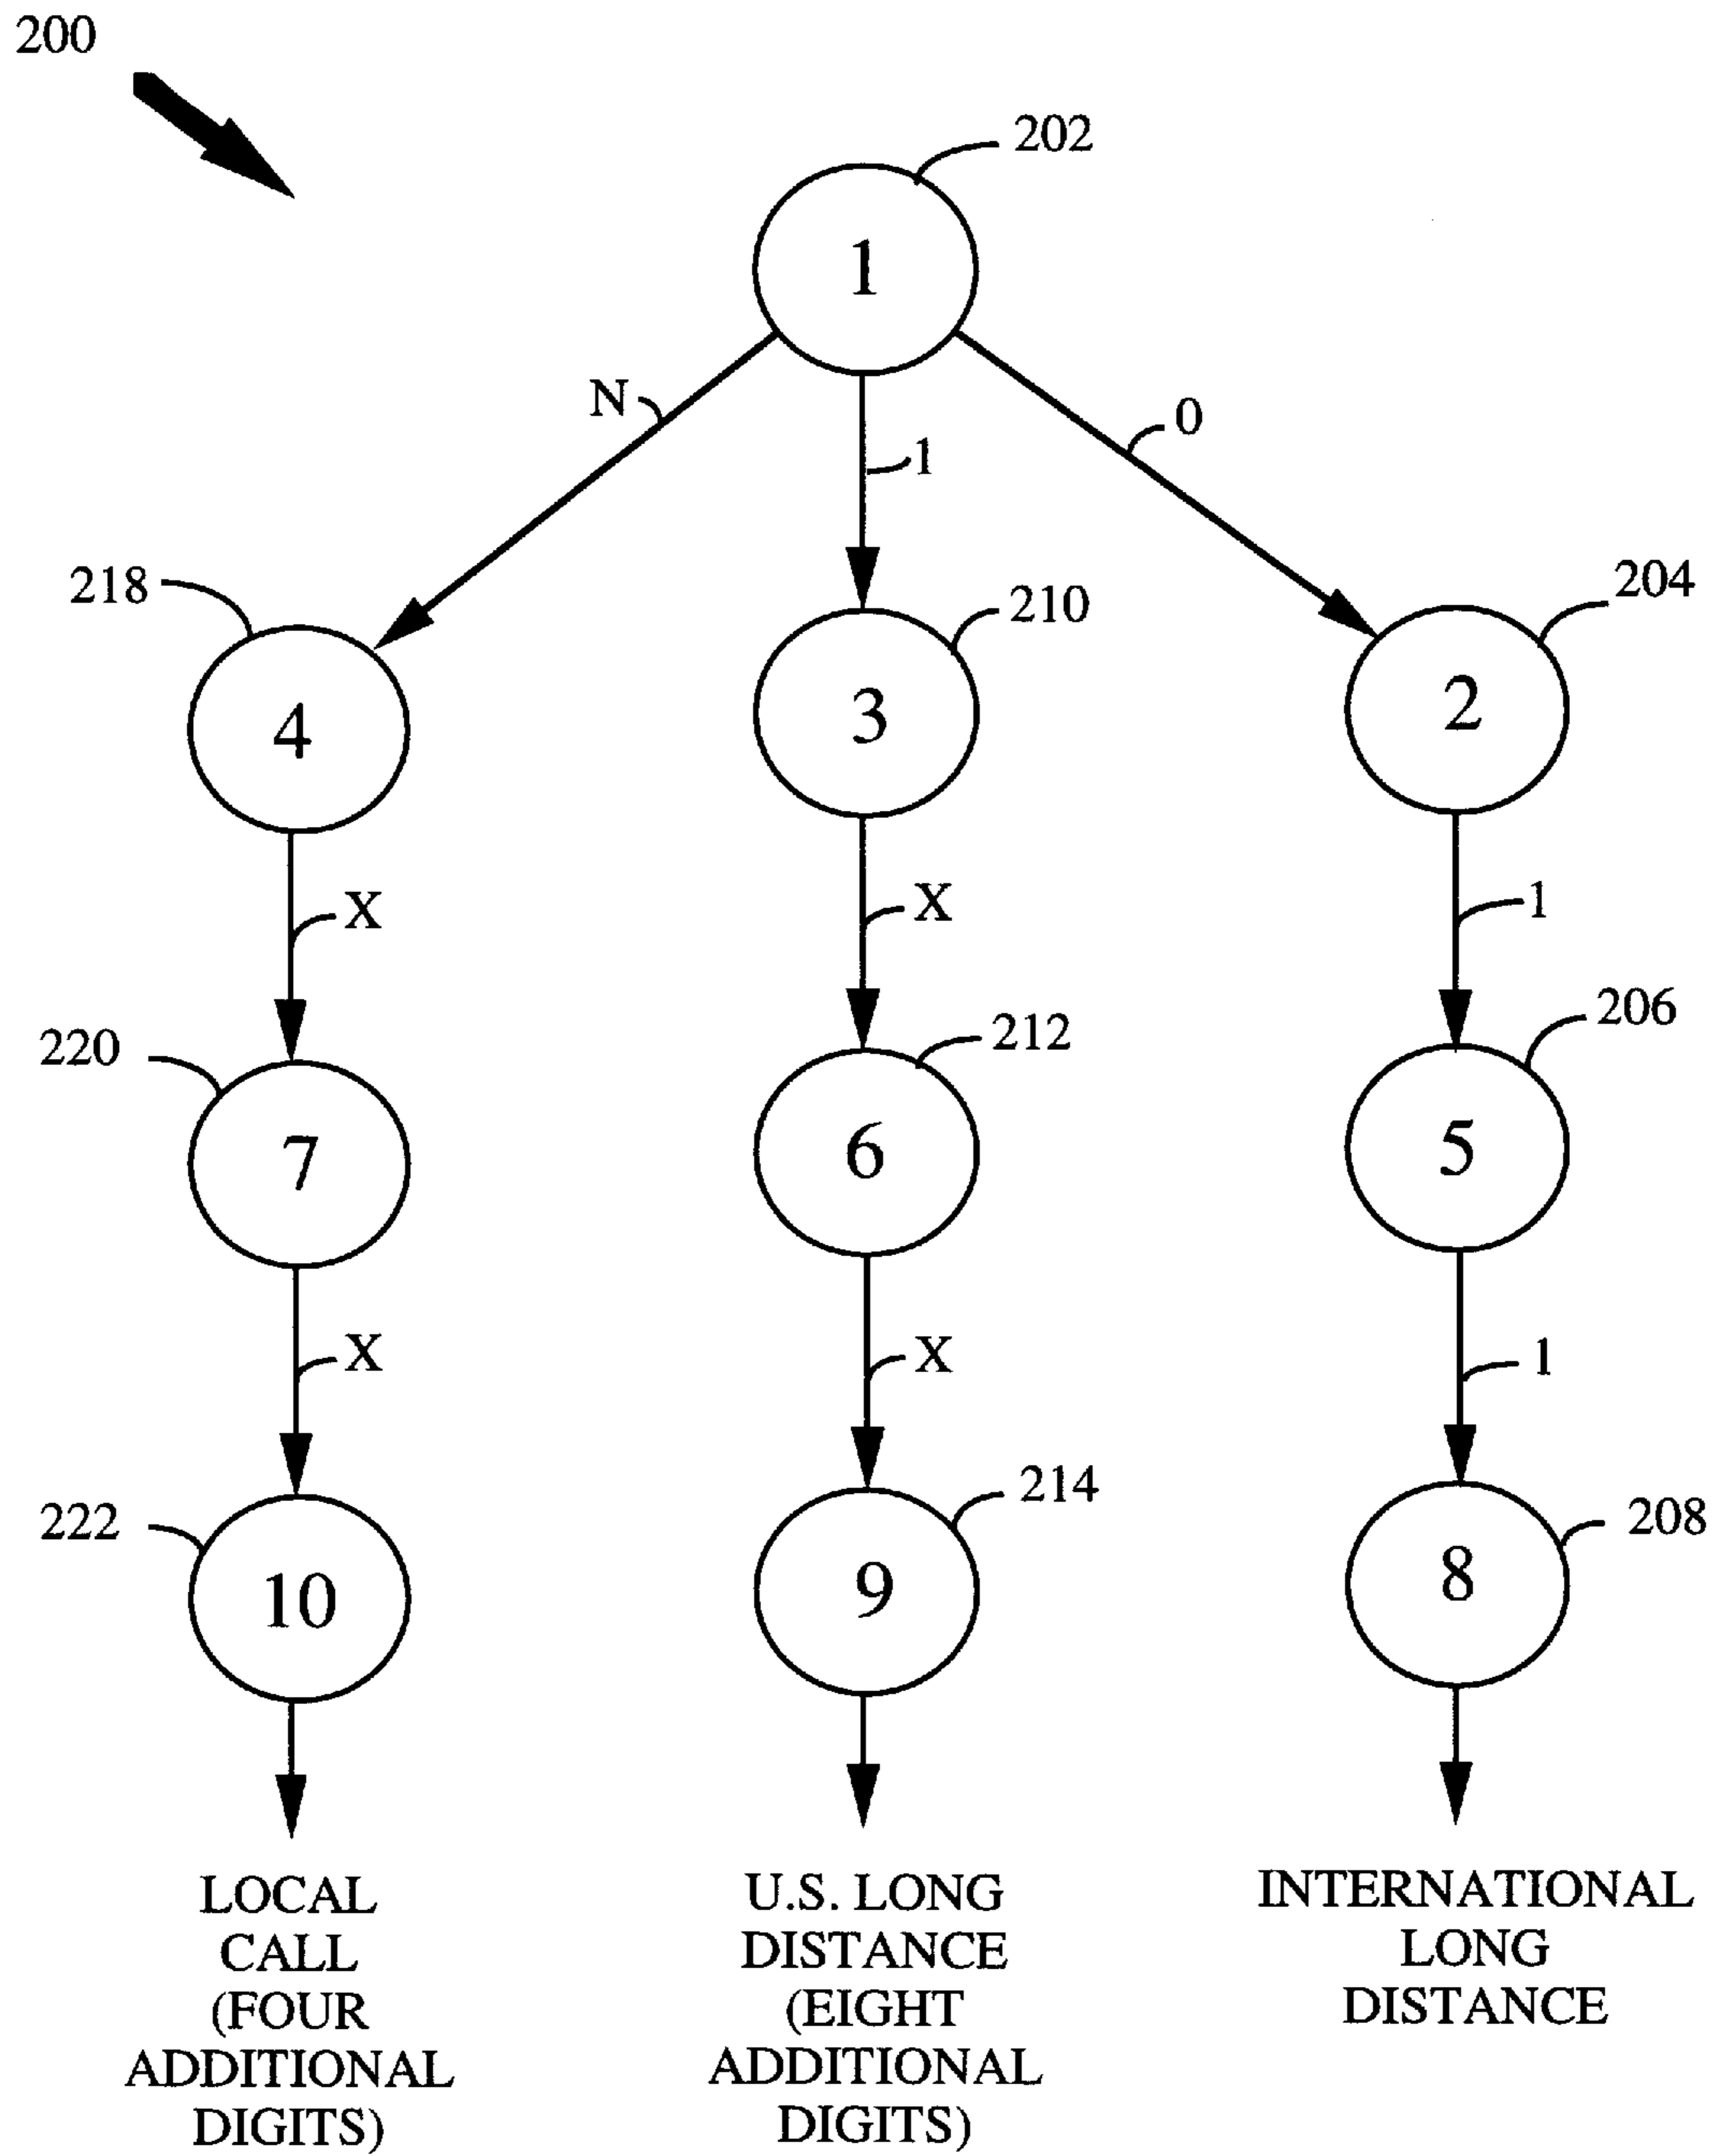 200
202
1
N
1
0
218
210
204
4
3
2
X
X
1
220
212
206
7
6
5
X
X
1
222
214
208
10
9
8
LOCAL
CALL
(FOUR
ADDITIONAL
DIGITS)
U.S. LONG
DISTANCE
(EIGHT
ADDITIONAL
DIGITS)
INTERNATIONAL
LONG
DISTANCE